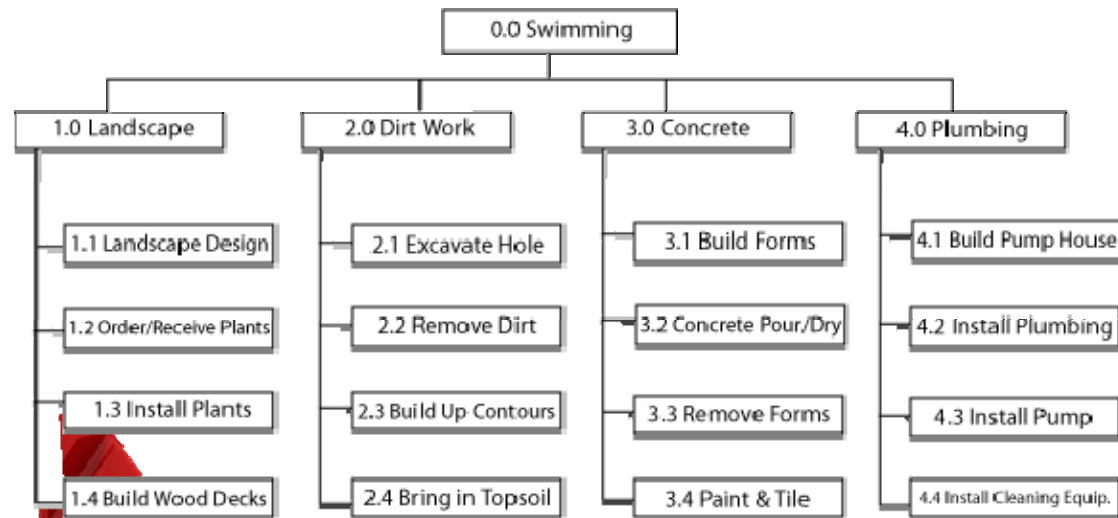 0.0 Swimming
1.0 Landscape
2.0 Dirt Work
3.0 Concrete
4.0 Plumbing
1.1 Landscape Design
2.1 Excavate Hole
3.1 Build Forms
4.1 Build Pump House
1.2 Order/Receive Plants
2.2 Remove Dirt
3.2 Concrete Pour/Dry
4.2 Install Plumbing
1.3 Install Plants
2.3 Build Up Contours
3.3 Remove Forms
4.3 Install Pump
1.4 Build Wood Decks
2.4 Bring in Topsoil
3.4 Paint & Tile
4.4 Install Cleaning Equip.